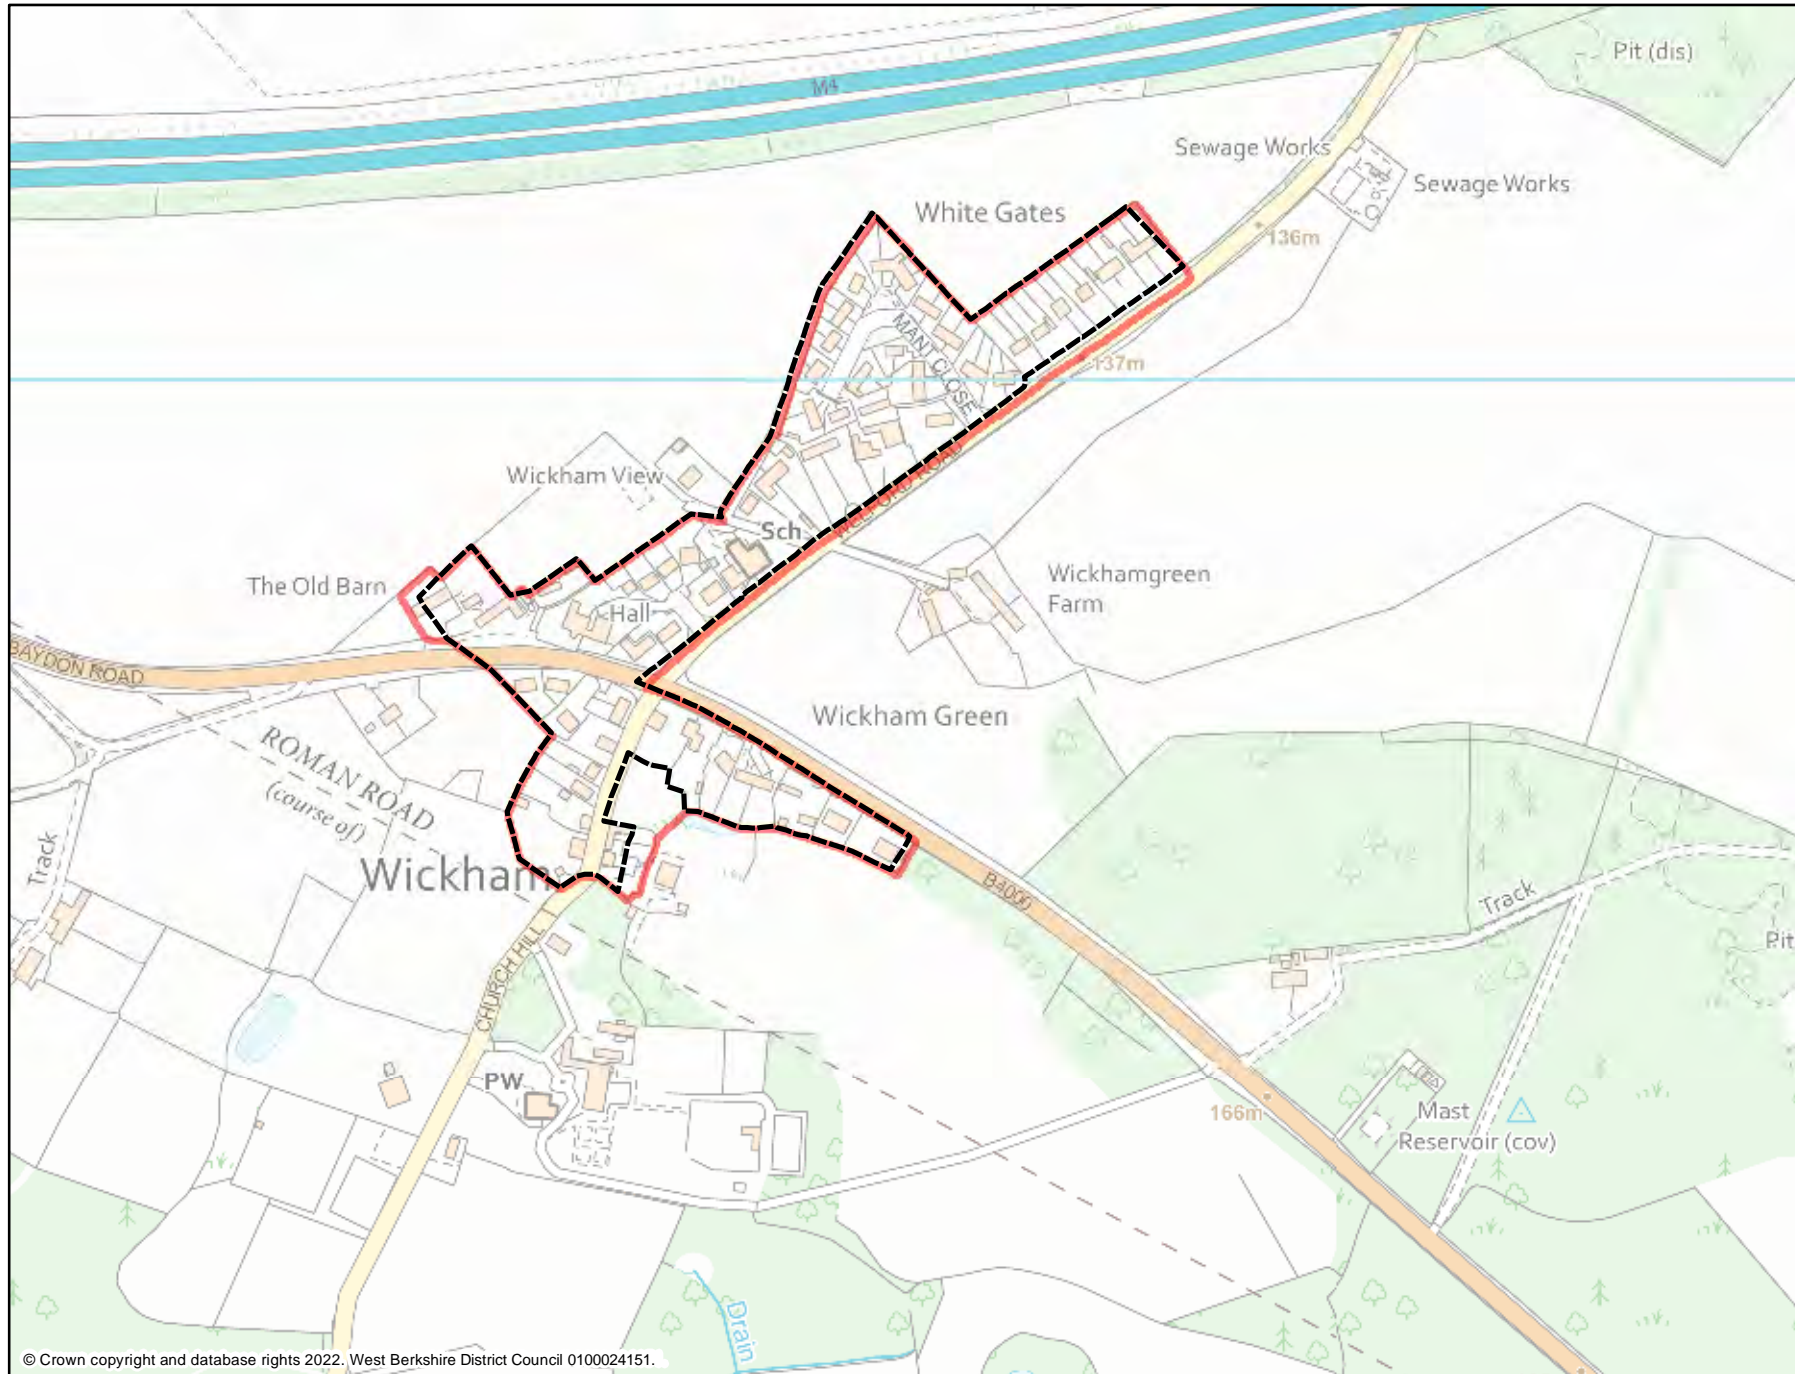 M4
Pit (dis)
Sewage Works
Sewage Works
White Gates
136m
MANT CLOSE
137m
WELFORD ROAD
Wickham View
Sch
The Old Barn
Hall
Wickhamgreen
Farm
BAYDON ROAD
Wickham Green
ROMAN ROAD
(course of)
Track
Wickham
B4000
Track
Pit
CHURCH HILL
PW
166m
Mast
Reservoir (cov)
Drain
© Crown copyright and database rights 2022. West Berkshire District Council 0100024151.